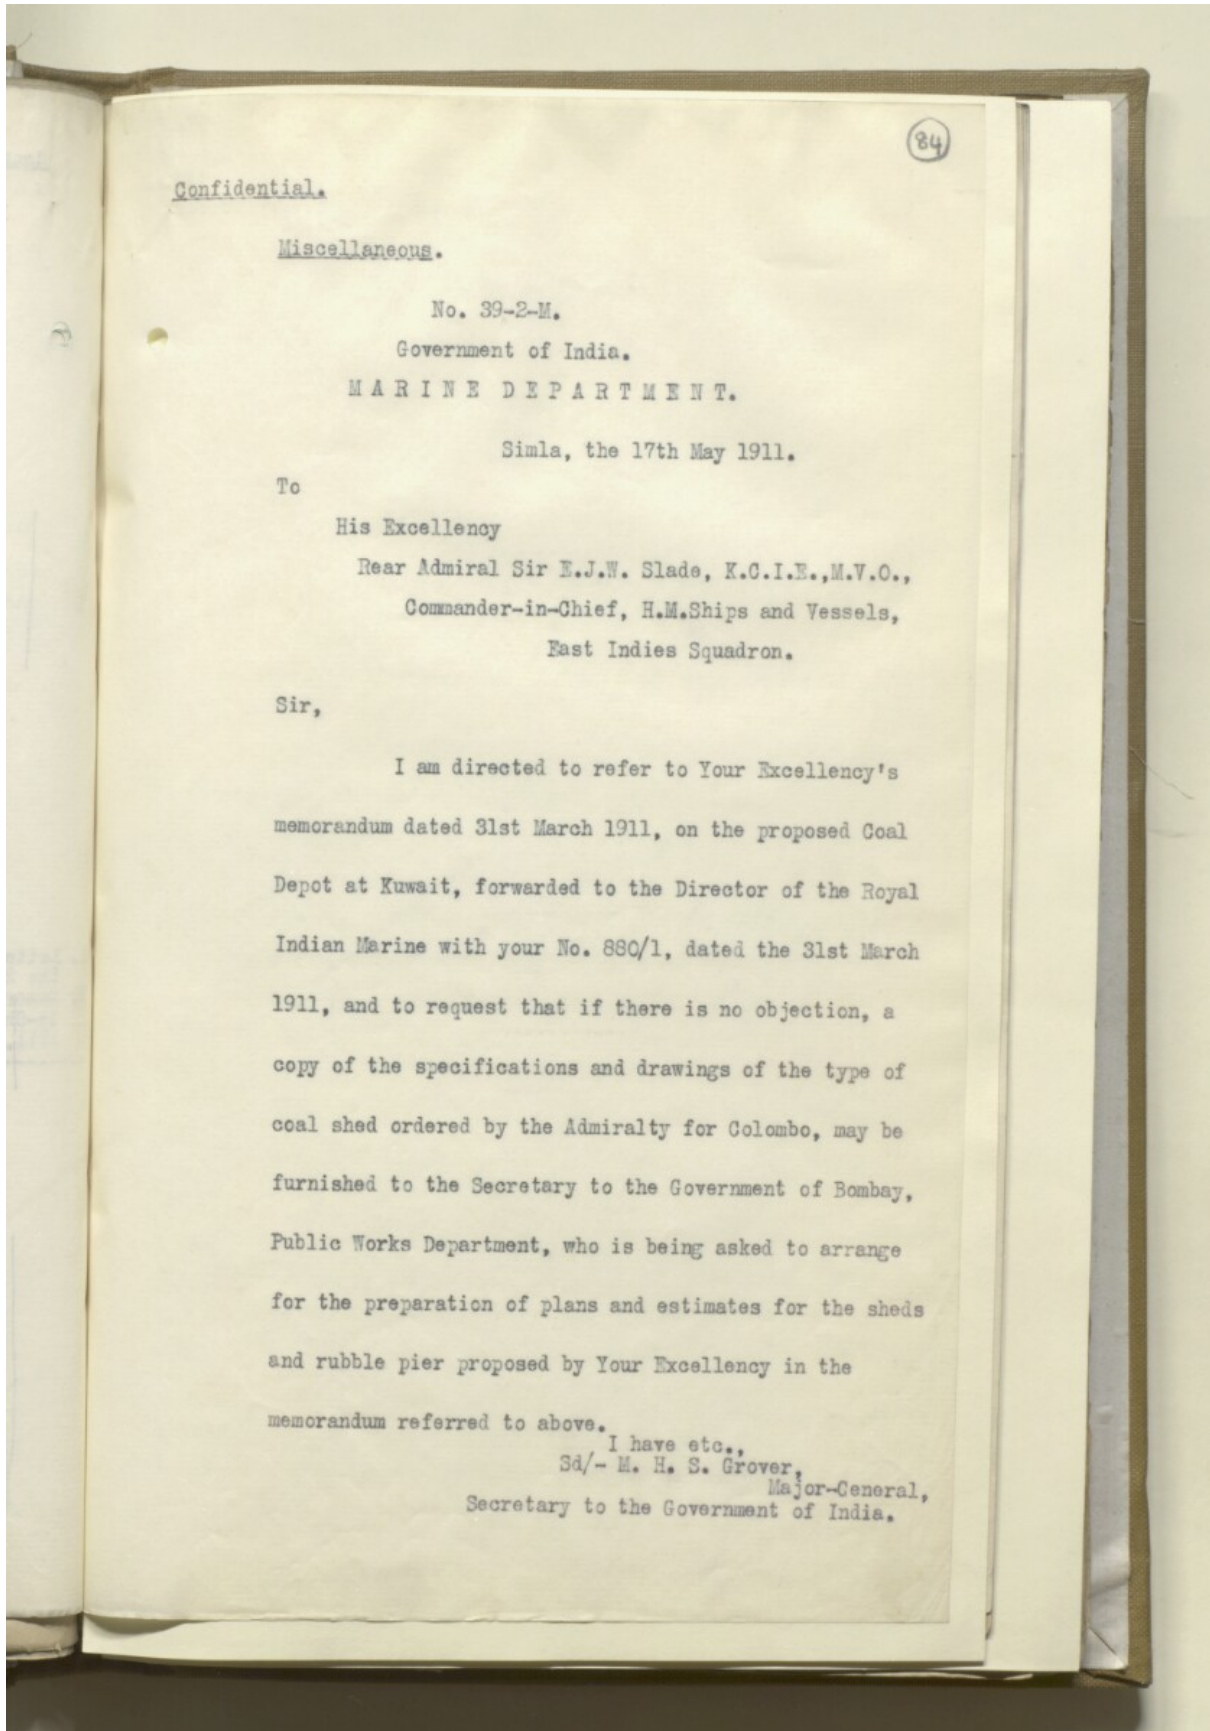 84
Confidential.
Miscellaneous.
No. 39-2-M.
Government of India.
MARINE DEPARTMENT.
Simla, the 17th May 1911.
To
His Excellency
Rear Admiral Sir E.J.W. Slade, K.C.I.E.,M.V.O.,
Commander-in-Chief, H.M.Ships and Vessels,
East Indies Squadron.
Sir,
I am directed to refer to Your Excellency's
memorandum dated 31st March 1911, on the proposed Coal
Depot at Kuwait, forwarded to the Director of the Royal
Indian Marine with your No. 880/1, dated the 31st March
1911, and to request that if there is no objection, a
copy of the specifications and drawings of the type of
coal shed ordered by the Admiralty for Colombo, may be
furnished to the Secretary to the Government of Bombay,
Public Works Department, who is being asked to arrange
for the preparation of plans and estimates for the sheds
and rubble pier proposed by Your Excellency in the
memorandum referred to above.
I have etc.,
Sd/- M. H. S. Grover,
Major-General,
Secretary to the Government of India.